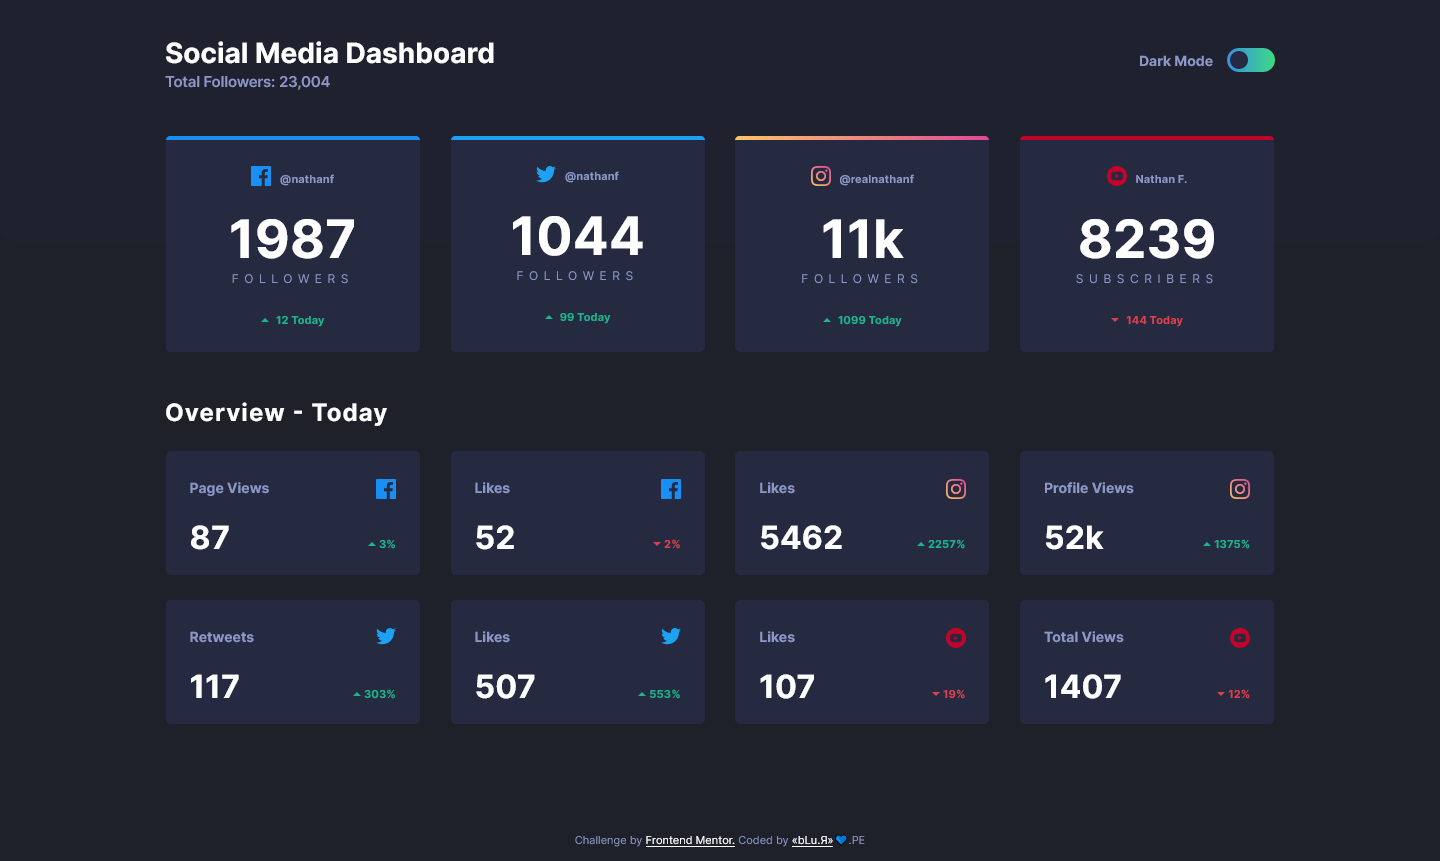 Social Media Dashboard
Total Followers: 23,004
Dark Mode
@nathanf
1987
FOLLOWERS
12 Today
@nathanf
1044
FOLLOWERS
99 Today
@realnathanf
11k
FOLLOWERS
1099 Today
Nathan F.
8239
SUBSCRIBERS
144 Today
Overview - Today
Page Views
87
3%
Likes
52
2%
Likes
5462
2257%
Profile Views
52k
1375%
Retweets
117
303%
Likes
507
553%
Likes
107
19%
Total Views
1407
12%
Challenge by Frontend Mentor. Coded by «bLu.Я» 💙.PE